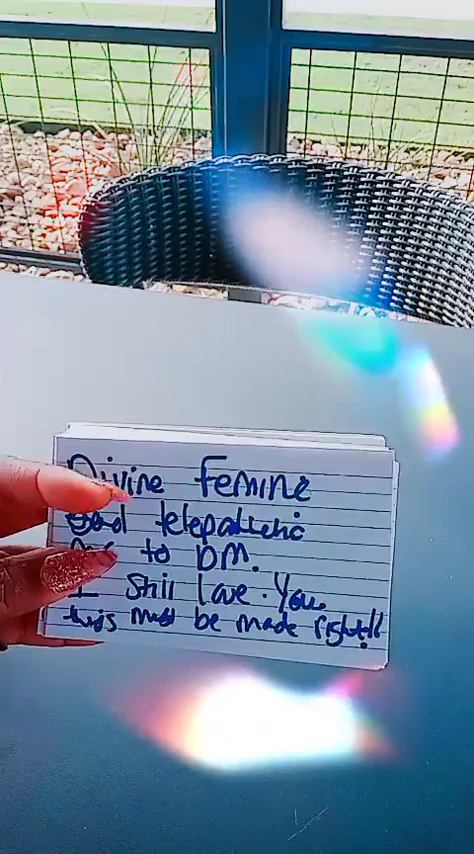 Divine Femine
telepathic
to DM.
I still love. You.
this must be made right!!